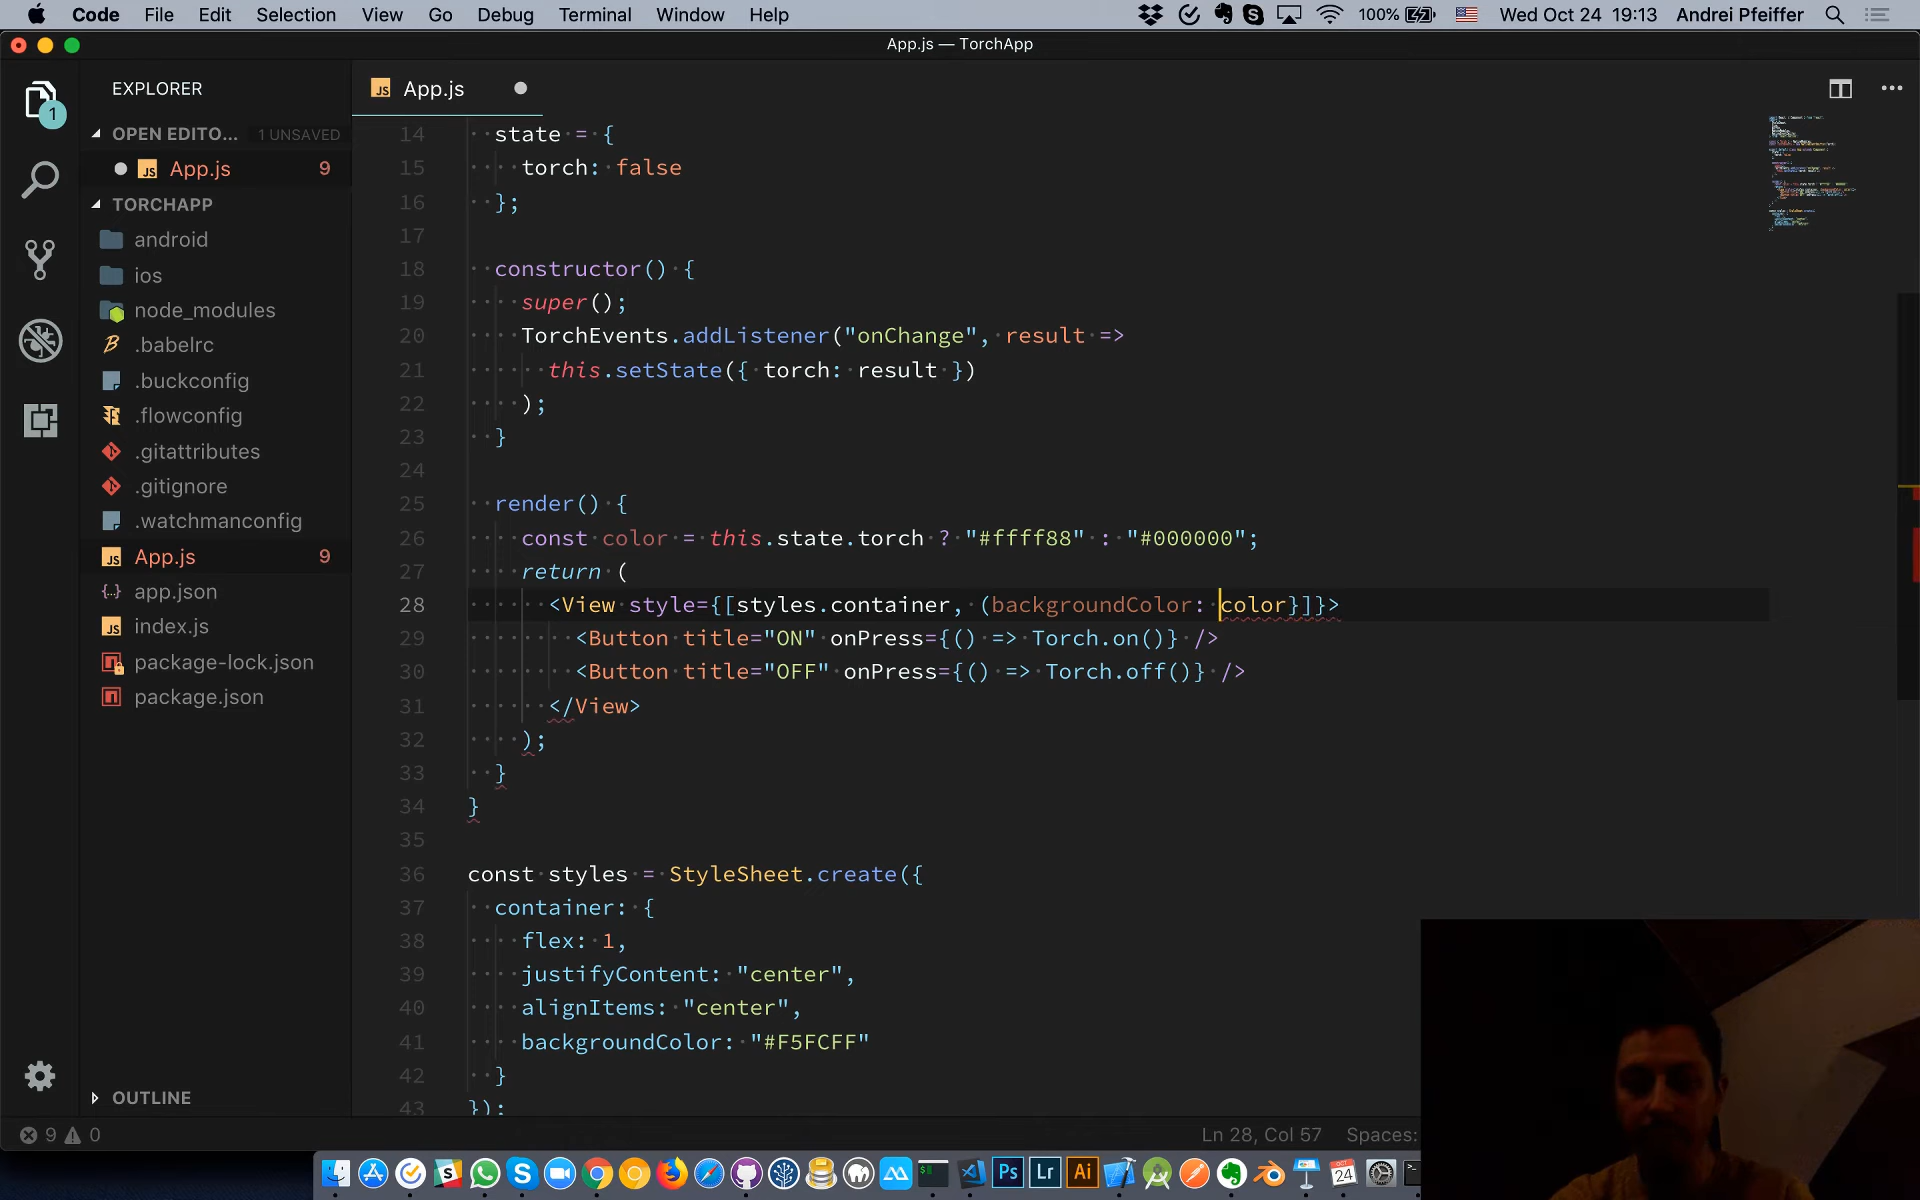 Code File Edit Selection View Go Debug Terminal Window Help 100% Wed Oct 24 19:13 Andrei Pfeiffer
App.js — TorchApp
EXPLORER
OPEN EDITO... 1 UNSAVED
App.js 9
TORCHAPP
android
ios
node_modules
.babelrc
.buckconfig
.flowconfig
.gitattributes
.gitignore
.watchmanconfig
App.js 9
app.json
index.js
package-lock.json
package.json
OUTLINE
1
App.js
14 state = {
15 torch: false
16 };
17
18 constructor() {
19 super();
20 TorchEvents.addListener("onChange", result =>
21 this.setState({ torch: result })
22 );
23 }
24
25 render() {
26 const color = this.state.torch ? "#ffff88" : "#000000";
27 return (
28 <View style={[styles.container, (backgroundColor: color}]}>
29 <Button title="ON" onPress={() => Torch.on()} />
30 <Button title="OFF" onPress={() => Torch.off()} />
31 </View>
32 );
33 }
34 }
35
36 const styles = StyleSheet.create({
37 container: {
38 flex: 1,
39 justifyContent: "center",
40 alignItems: "center",
41 backgroundColor: "#F5FCFF"
42 }
43 });
9 0 Ln 28, Col 57 Spaces:
Ps Lr Ai 24